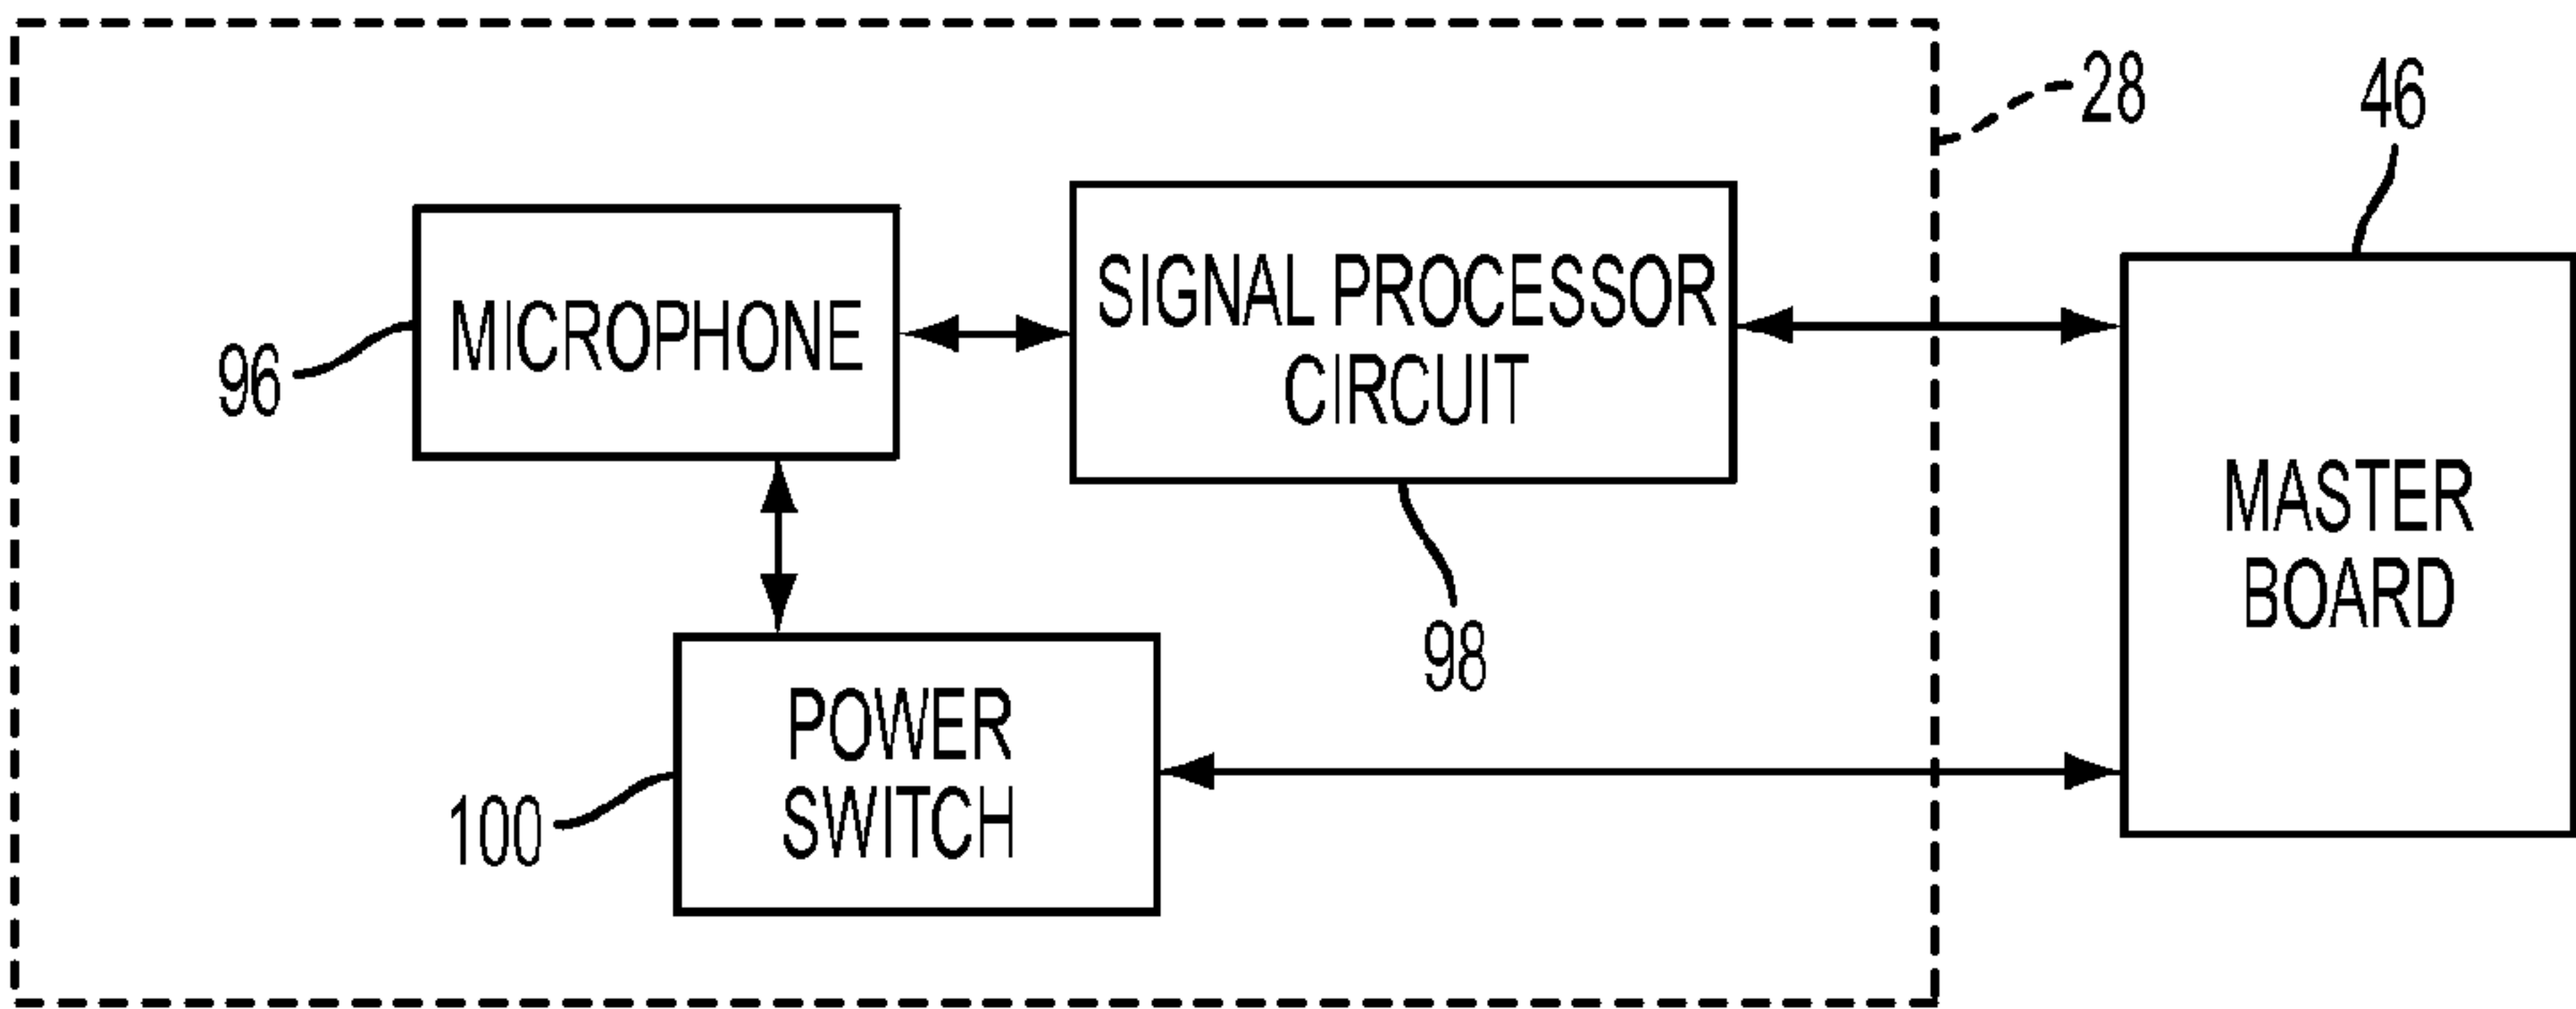 28
46
MICROPHONE
96
SIGNAL PROCESSOR
CIRCUIT
98
MASTER
BOARD
POWER
SWITCH
100